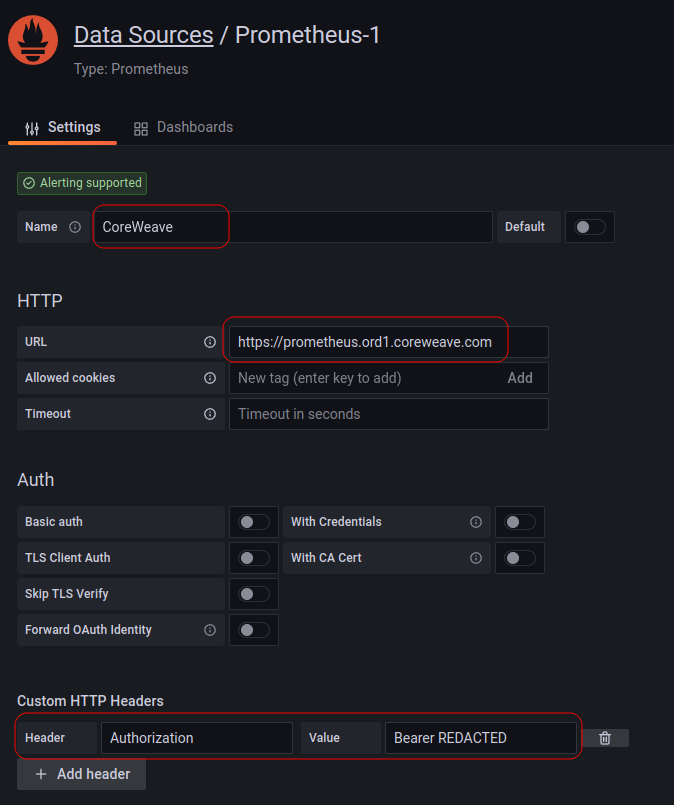 Data Sources / Prometheus-1
Type: Prometheus
Settings Dashboards
Alerting supported
Name CoreWeave Default
HTTP
URL https://prometheus.ord1.coreweave.com
Allowed cookies New tag (enter key to add) Add
Timeout Timeout in seconds
Auth
Basic auth With Credentials
TLS Client Auth With CA Cert
Skip TLS Verify
Forward OAuth Identity
Custom HTTP Headers
Header Authorization Value Bearer REDACTED
+ Add header